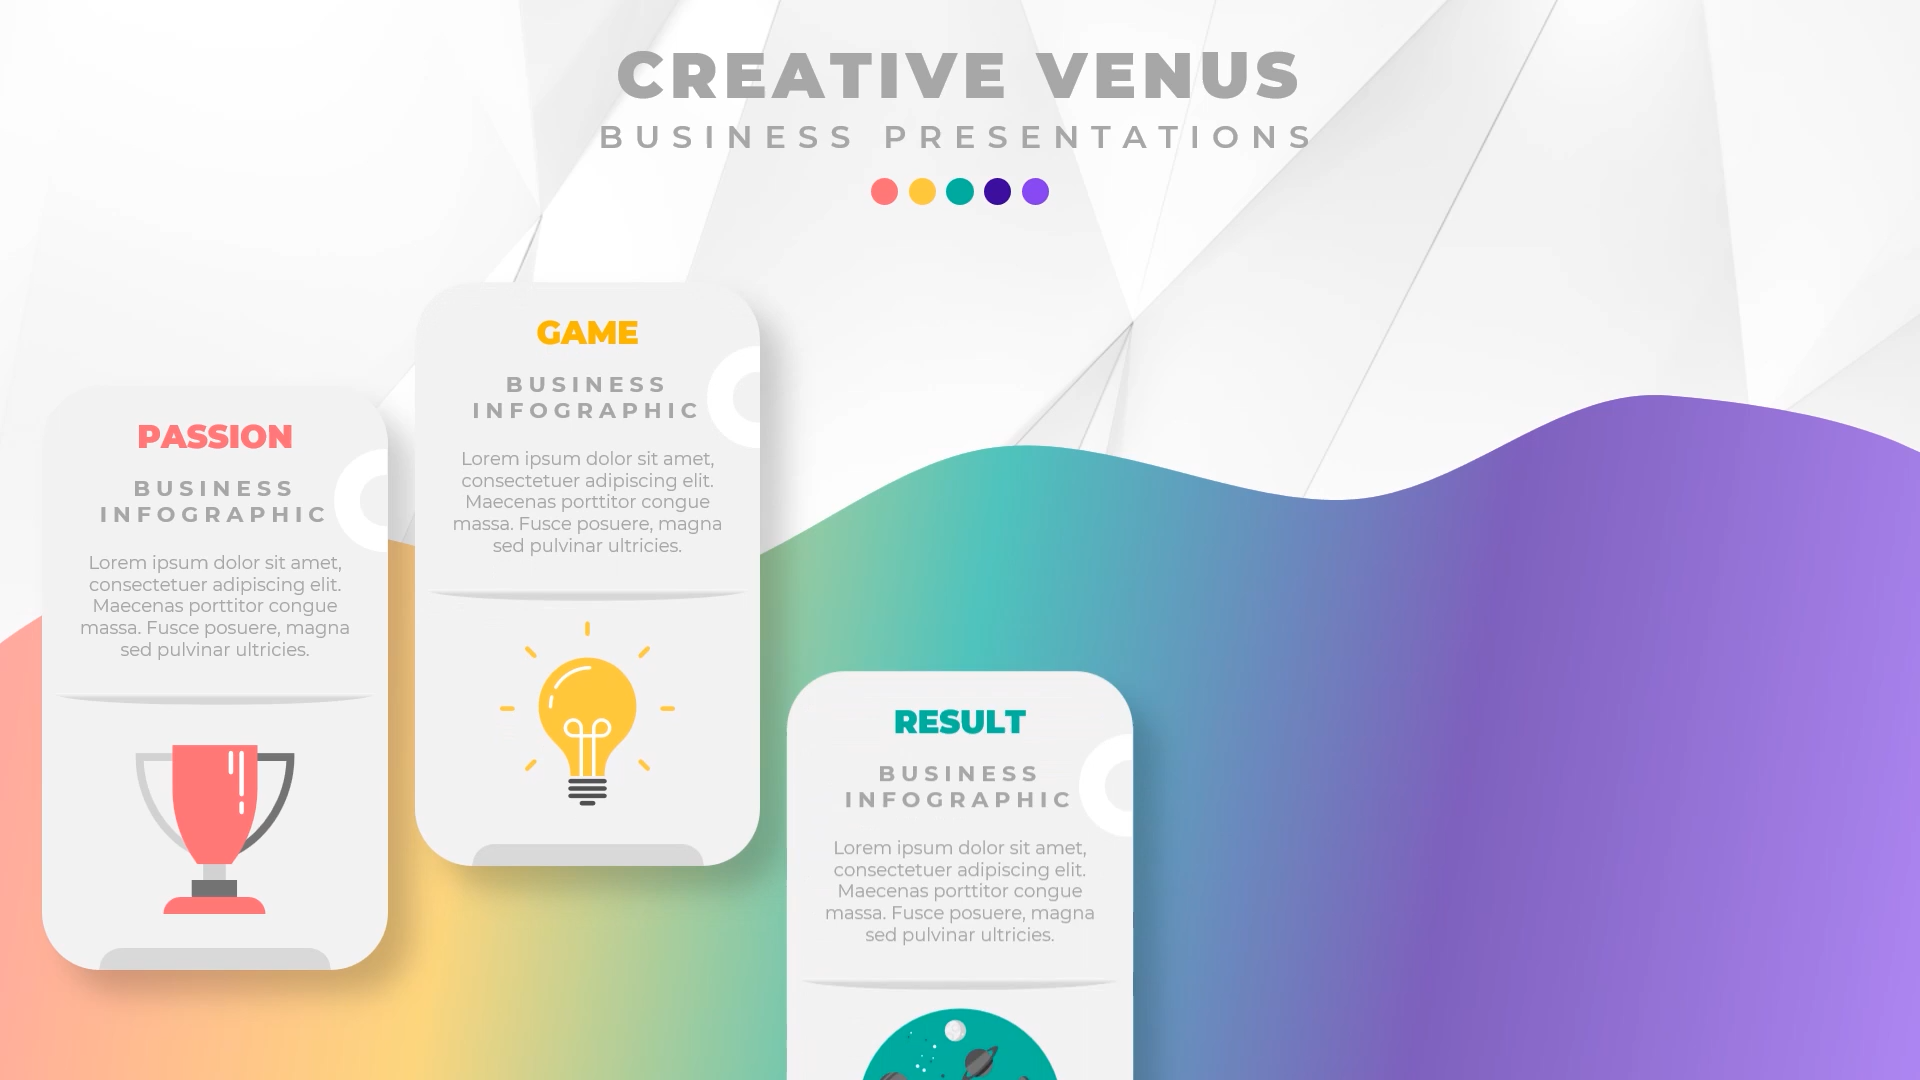 CREATIVE VENUS
BUSINESS PRESENTATIONS
PASSION
BUSINESS
INFOGRAPHIC
Lorem ipsum dolor sit amet,
consectetuer adipiscing elit.
Maecenas porttitor congue
massa. Fusce posuere, magna
sed pulvinar ultricies.
GAME
BUSINESS
INFOGRAPHIC
Lorem ipsum dolor sit amet,
consectetuer adipiscing elit.
Maecenas porttitor congue
massa. Fusce posuere, magna
sed pulvinar ultricies.
RESULT
BUSINESS
INFOGRAPHIC
Lorem ipsum dolor sit amet,
consectetuer adipiscing elit.
Maecenas porttitor congue
massa. Fusce posuere, magna
sed pulvinar ultricies.